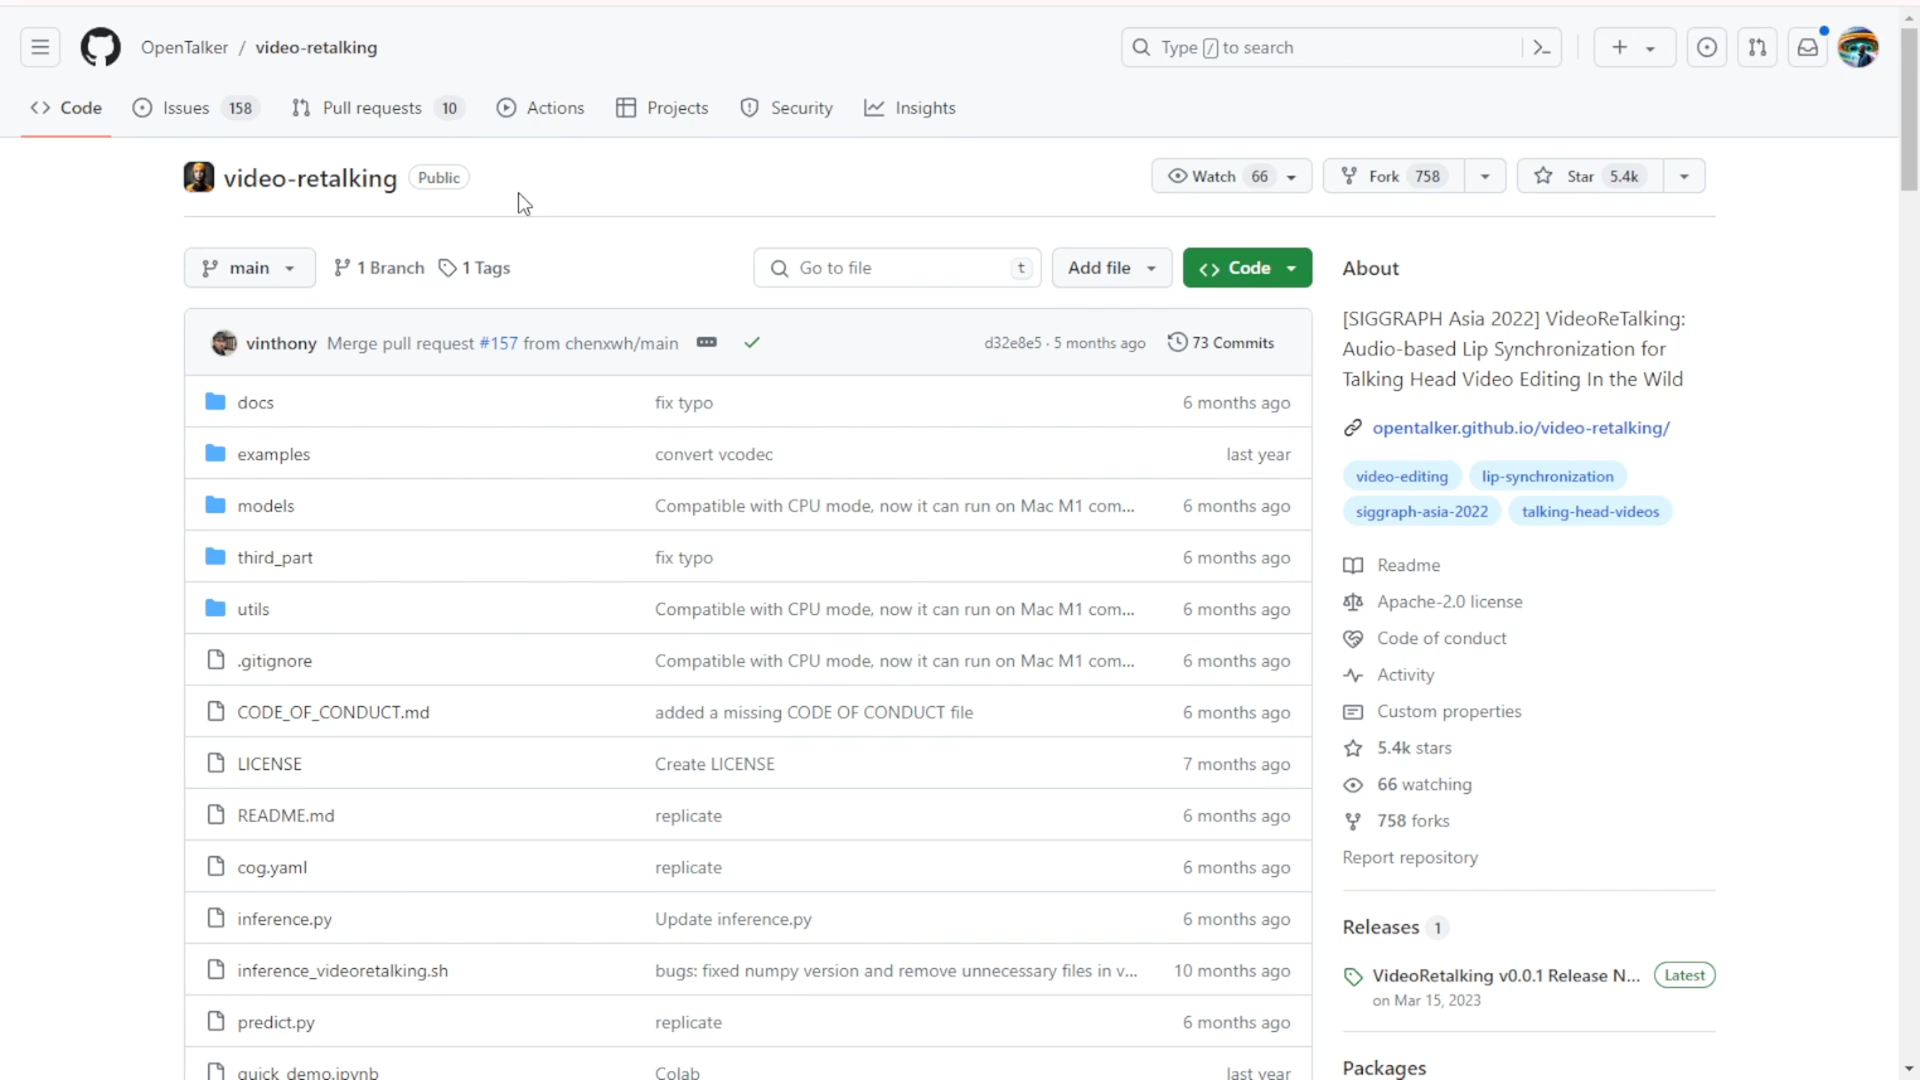 OpenTalker / video-retalking
Type / to search
Code Issues 158 Pull requests 10 Actions Projects Security Insights
video-retalking Public
Watch 66 Fork 758 Star 5.4k
main 1 Branch 1 Tags
Go to file t
Add file
Code
vinthony Merge pull request #157 from chenxwh/main
d32e8e5 · 5 months ago 73 Commits
docs fix typo 6 months ago
examples convert vcodec last year
models Compatible with CPU mode, now it can run on Mac M1 com... 6 months ago
third_part fix typo 6 months ago
utils Compatible with CPU mode, now it can run on Mac M1 com... 6 months ago
.gitignore Compatible with CPU mode, now it can run on Mac M1 com... 6 months ago
CODE_OF_CONDUCT.md added a missing CODE OF CONDUCT file 6 months ago
LICENSE Create LICENSE 7 months ago
README.md replicate 6 months ago
cog.yaml replicate 6 months ago
inference.py Update inference.py 6 months ago
inference_videoretalking.sh bugs: fixed numpy version and remove unnecessary files in v... 10 months ago
predict.py replicate 6 months ago
quick_demo.ipynb Colab last year
About
[SIGGRAPH Asia 2022] VideoReTalking:
Audio-based Lip Synchronization for
Talking Head Video Editing In the Wild
opentalker.github.io/video-retalking/
video-editing lip-synchronization
siggraph-asia-2022 talking-head-videos
Readme
Apache-2.0 license
Code of conduct
Activity
Custom properties
5.4k stars
66 watching
758 forks
Report repository
Releases 1
VideoRetalking v0.0.1 Release N... Latest
on Mar 15, 2023
Packages